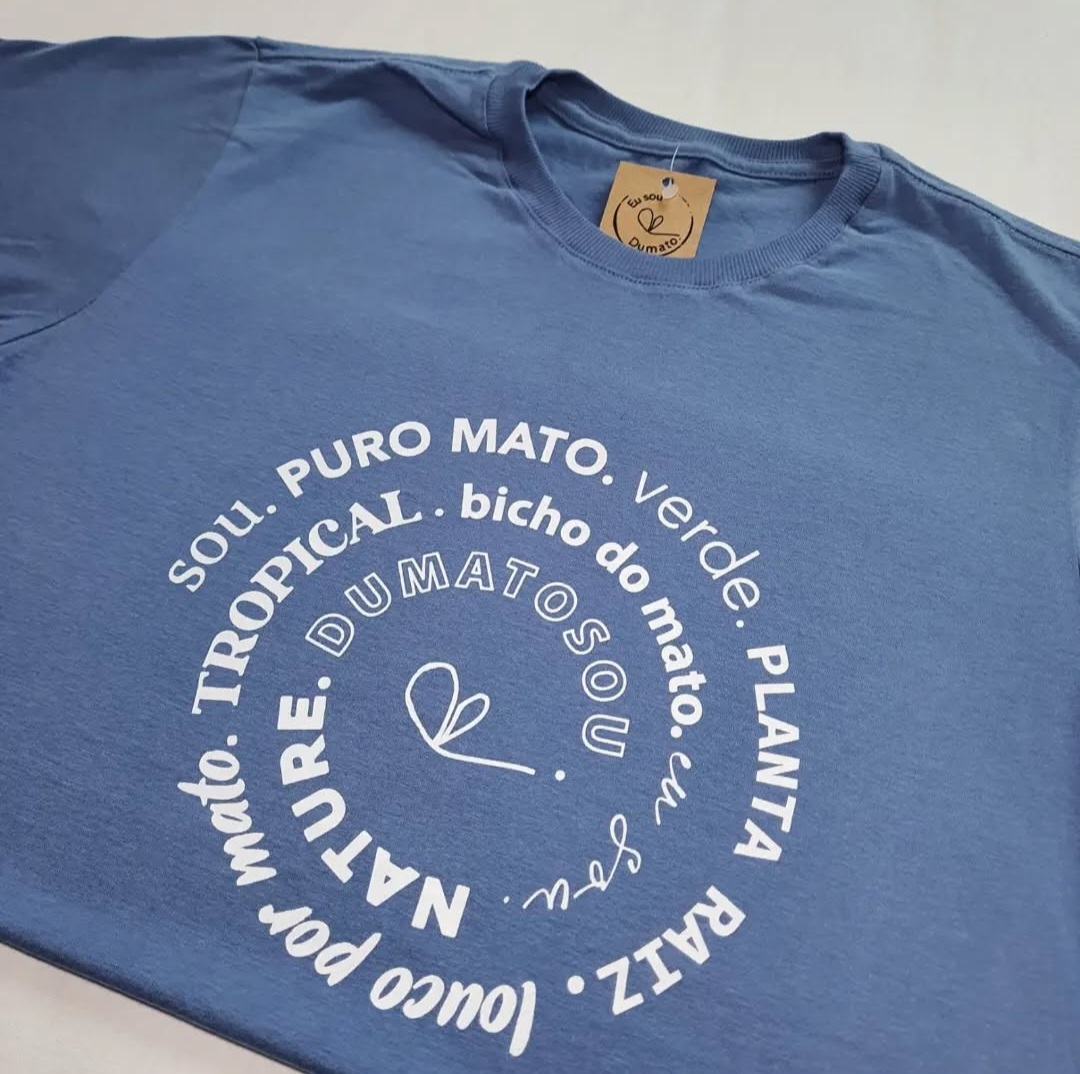 Eu sou
Dumato.
sou. PURO MATO. verde. PLANTA RAIZ. louco por mato. TROPICAL. bicho do mato. eu sou. NATURE. DUMATOSOU.